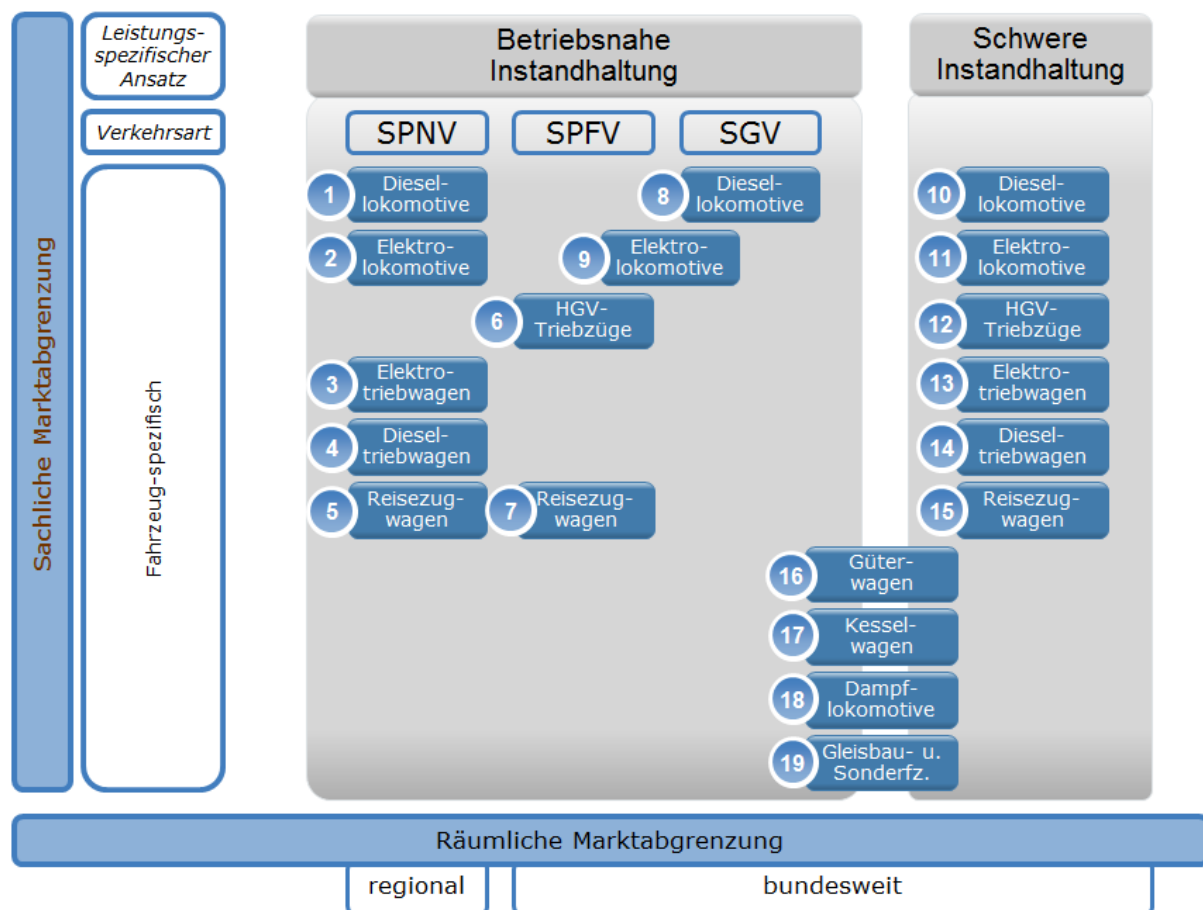 Leistungs-
spezifischer
Ansatz
Betriebsnahe
Instandhaltung
Schwere
Instandhaltung
Verkehrsart
SPNV
SPFV
SGV
Sachliche Marktabgrenzung
Fahrzeug-spezifisch
1
Diesel-
lokomotive
8
Diesel-
lokomotive
10
Diesel-
lokomotive
2
Elektro-
lokomotive
9
Elektro-
lokomotive
11
Elektro-
lokomotive
6
HGV-
Triebzüge
12
HGV-
Triebzüge
3
Elektro-
triebwagen
13
Elektro-
triebwagen
4
Diesel-
triebwagen
14
Diesel-
triebwagen
5
Reisezug-
wagen
7
Reisezug-
wagen
15
Reisezug-
wagen
16
Güter-
wagen
17
Kessel-
wagen
18
Dampf-
lokomotive
19
Gleisbau- u.
Sonderfz.
Räumliche Marktabgrenzung
regional
bundesweit